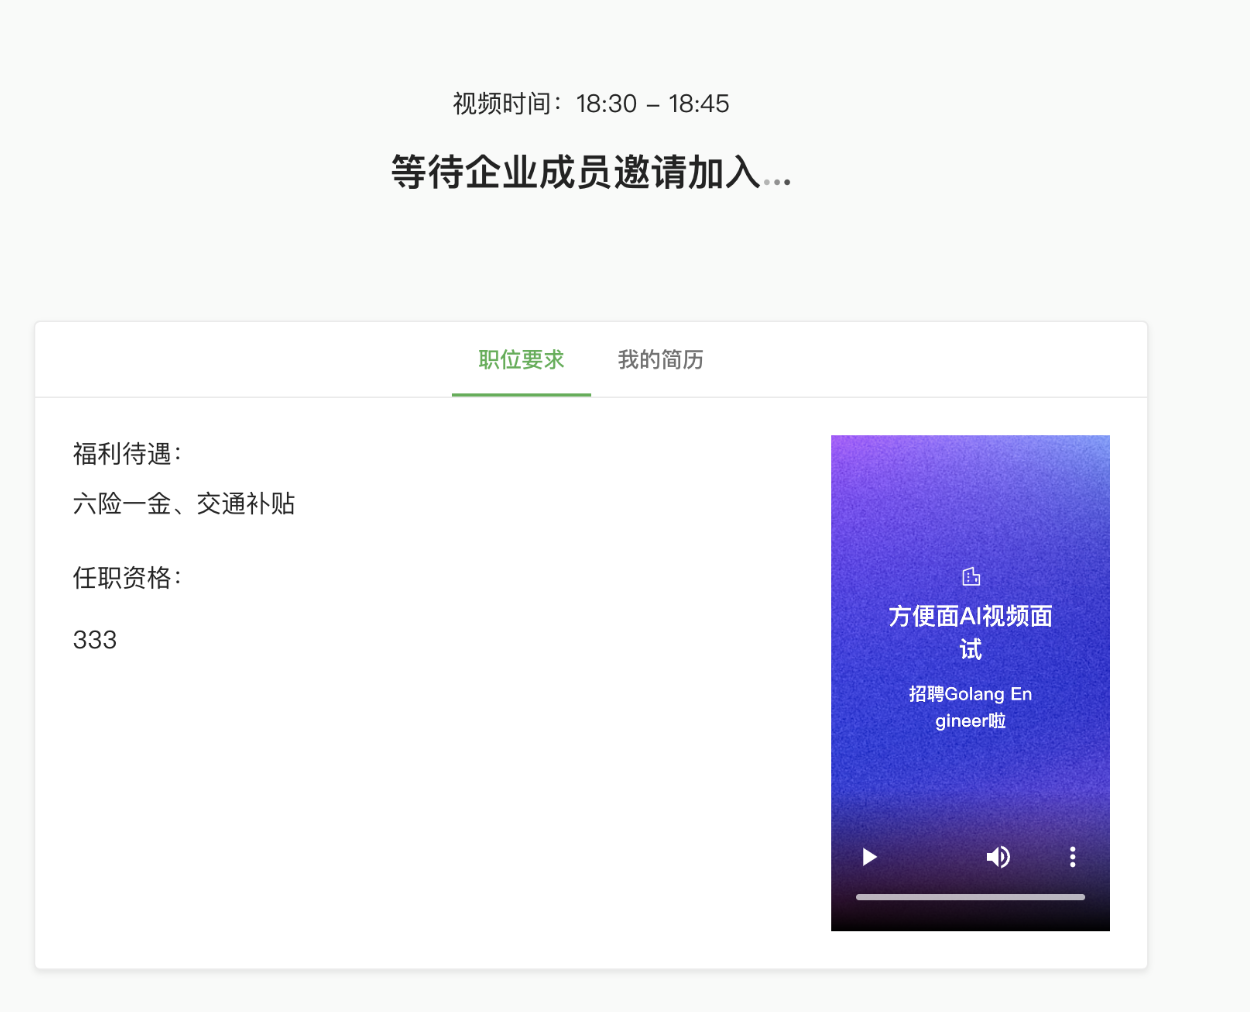 视频时间：18:30 – 18:45
等待企业成员邀请加入...
职位要求
我的简历
福利待遇：
六险一金、交通补贴
任职资格：
333
方便面AI视频面
试
招聘Golang En
gineer啦